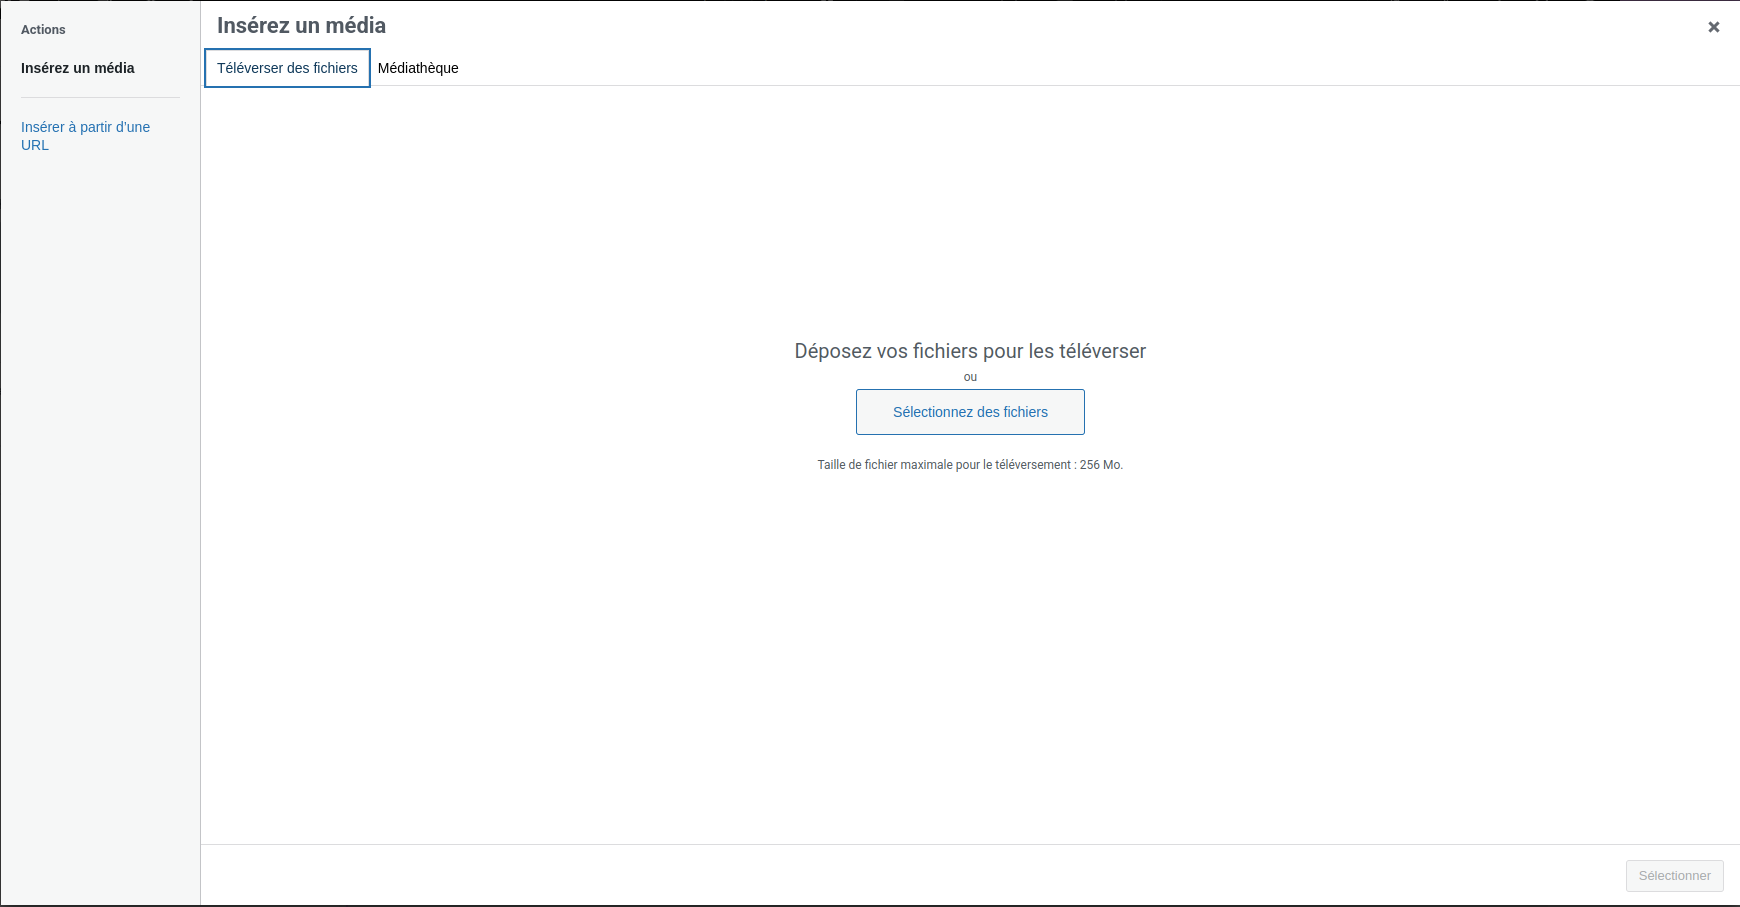 Actions
Insérez un média
Insérer à partir d’une
URL
Insérez un média
Téléverser des fichiers
Médiathèque
Déposez vos fichiers pour les téléverser
ou
Sélectionnez des fichiers
Taille de fichier maximale pour le téléversement : 256 Mo.
Sélectionner